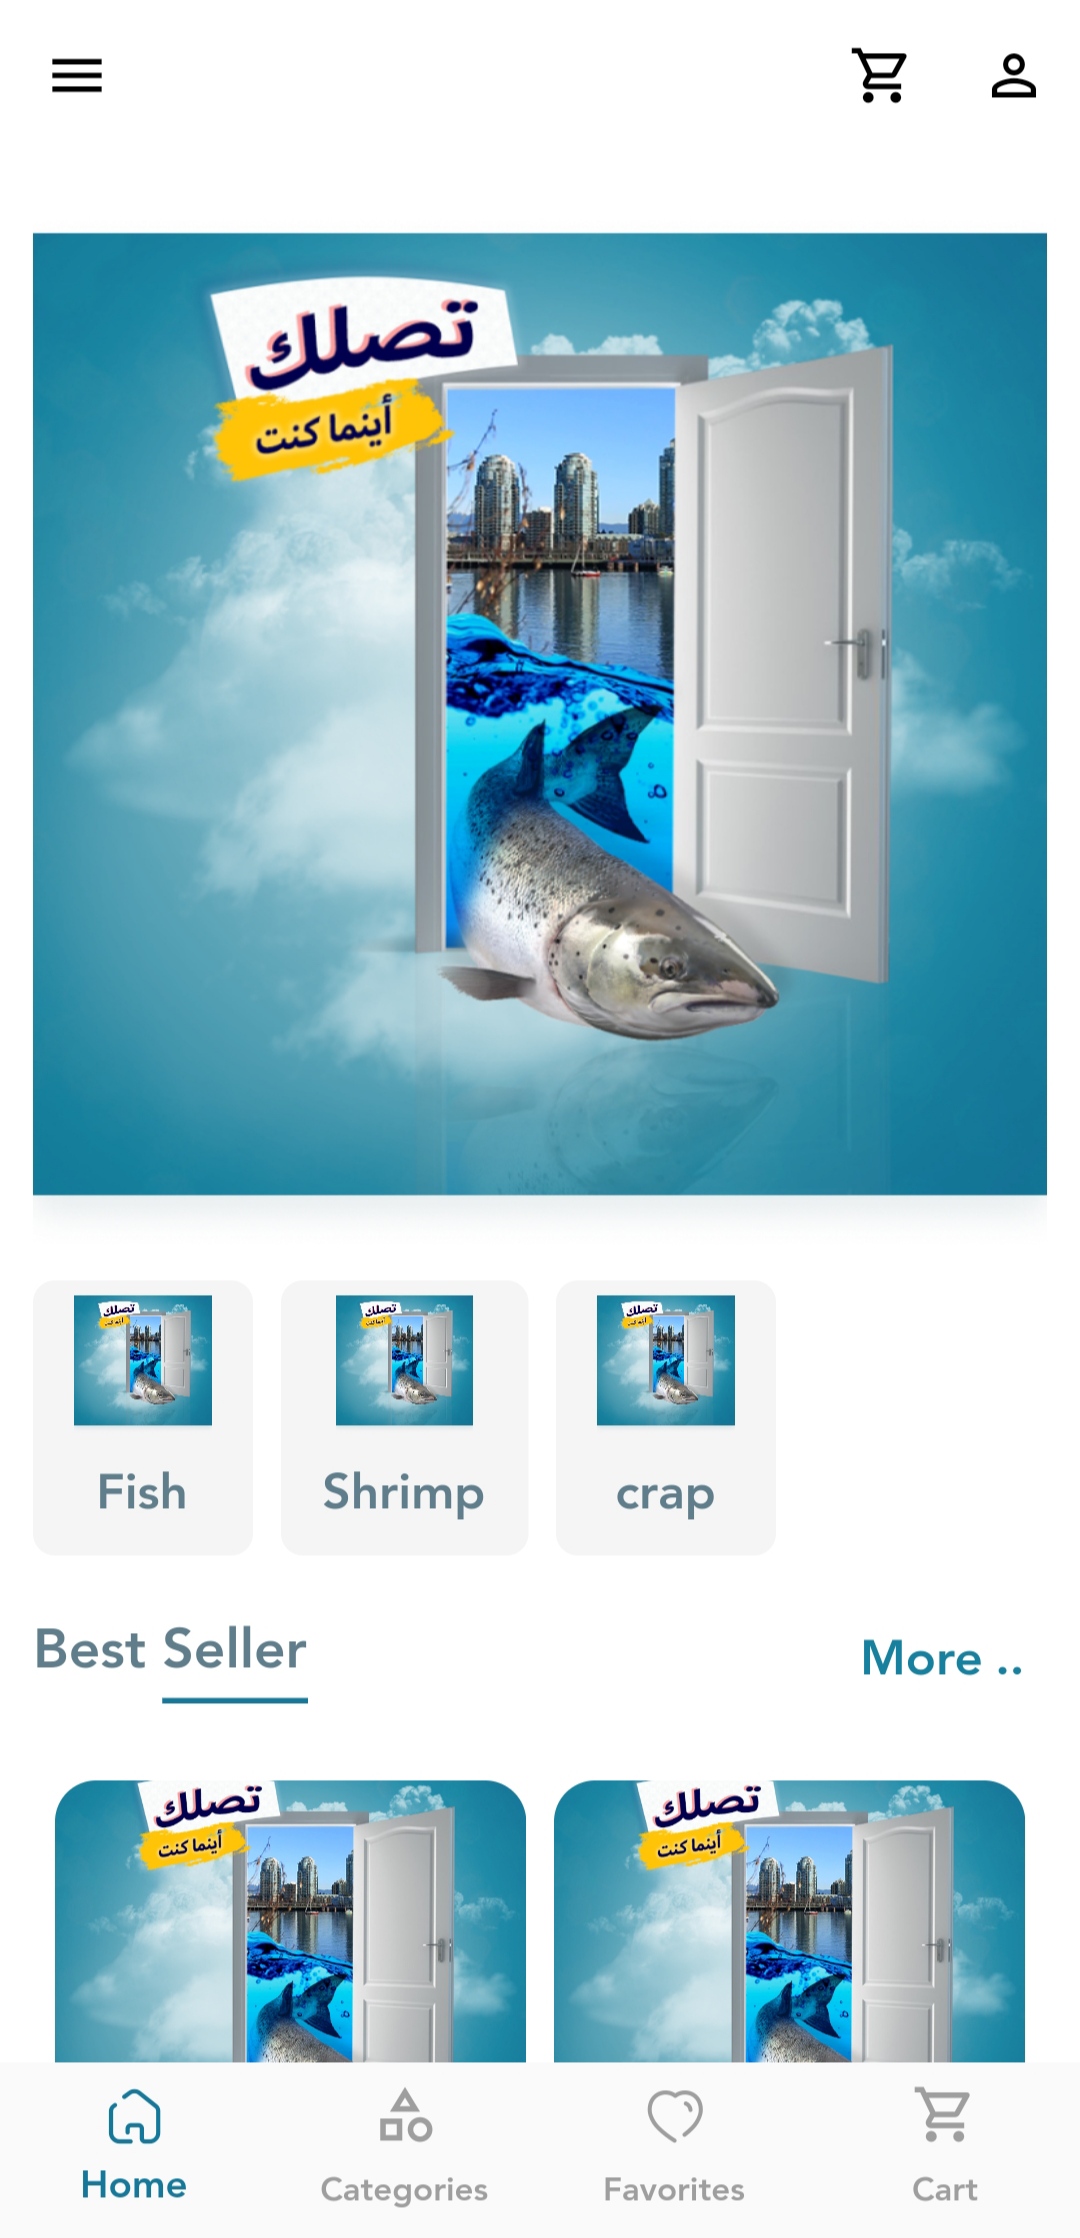 تصلك
أينما كنت
تصلك
أينما كنت
تصلك
أينما كنت
تصلك
أينما كنت
Fish
Shrimp
crap
Best Seller
More ..
تصلك
أينما كنت
تصلك
أينما كنت
Home
Categories
Favorites
Cart